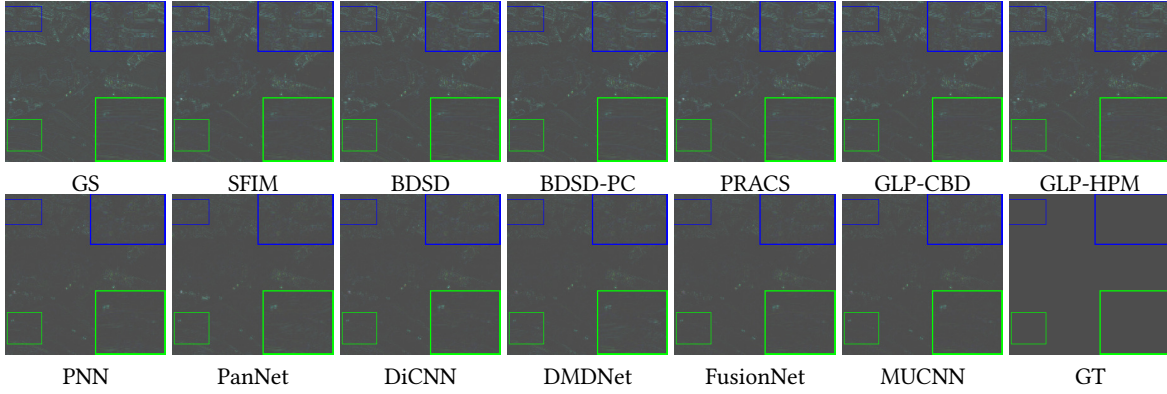 GS SFIM BDSD BDSD-PC PRACS GLP-CBD GLP-HPM
PNN PanNet DiCNN DMDNet FusionNet MUCNN GT